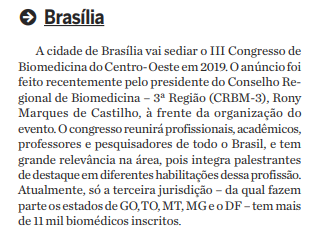 Brasília
A cidade de Brasília vai sediar o III Congresso de
Biomedicina do Centro-Oeste em 2019. O anúncio foi
feito recentemente pelo presidente do Conselho Re-
gional de Biomedicina – 3ª Região (CRBM-3), Rony
Marques de Castilho, à frente da organização do
evento. O congresso reunirá profissionais, acadêmicos,
professores e pesquisadores de todo o Brasil, e tem
grande relevância na área, pois integra palestrantes
de destaque em diferentes habilitações dessa profissão.
Atualmente, só a terceira jurisdição – da qual fazem
parte os estados de GO, TO, MT, MG e o DF – tem mais
de 11 mil biomédicos inscritos.